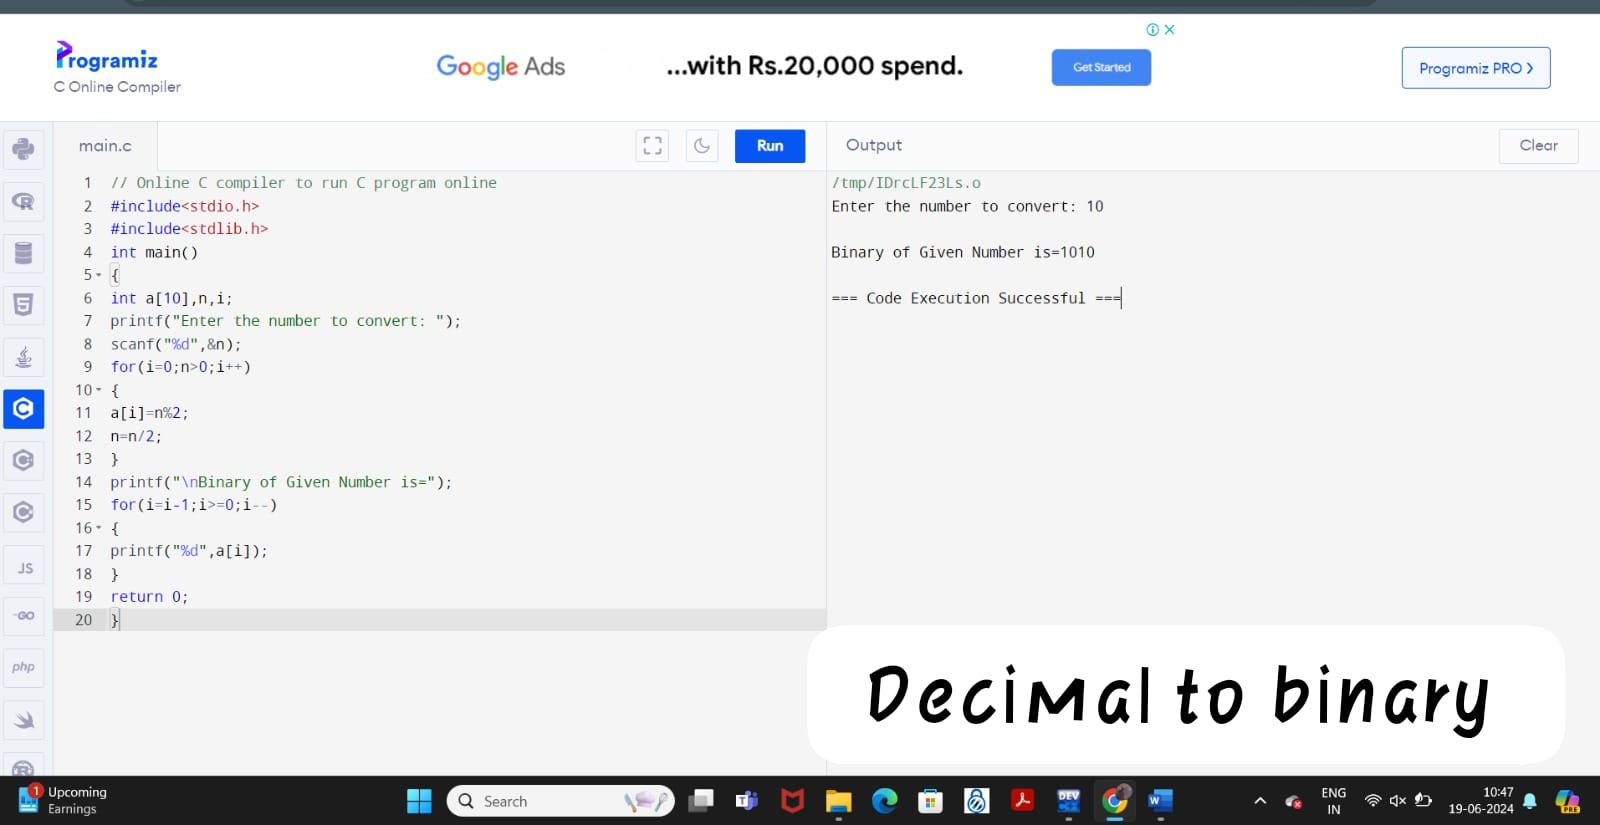 Programiz
C Online Compiler
Google Ads
...with Rs.20,000 spend.
Get Started
Programiz PRO
main.c
Run
Output
Clear
1 // Online C compiler to run C program online
2 #include<stdio.h>
3 #include<stdlib.h>
4 int main()
5 {
6 int a[10],n,i;
7 printf("Enter the number to convert: ");
8 scanf("%d",&n);
9 for(i=0;n>0;i++)
10 {
11 a[i]=n%2;
12 n=n/2;
13 }
14 printf("\nBinary of Given Number is=");
15 for(i=i-1;i>=0;i--)
16 {
17 printf("%d",a[i]);
18 }
19 return 0;
20 }
/tmp/IDrcLF23Ls.o
Enter the number to convert: 10
Binary of Given Number is=1010
=== Code Execution Successful ===
JS
GO
php
Decimal to binary
1
Upcoming
Earnings
Search
DEV
W
ENG
IN
10:47
19-06-2024
PRE